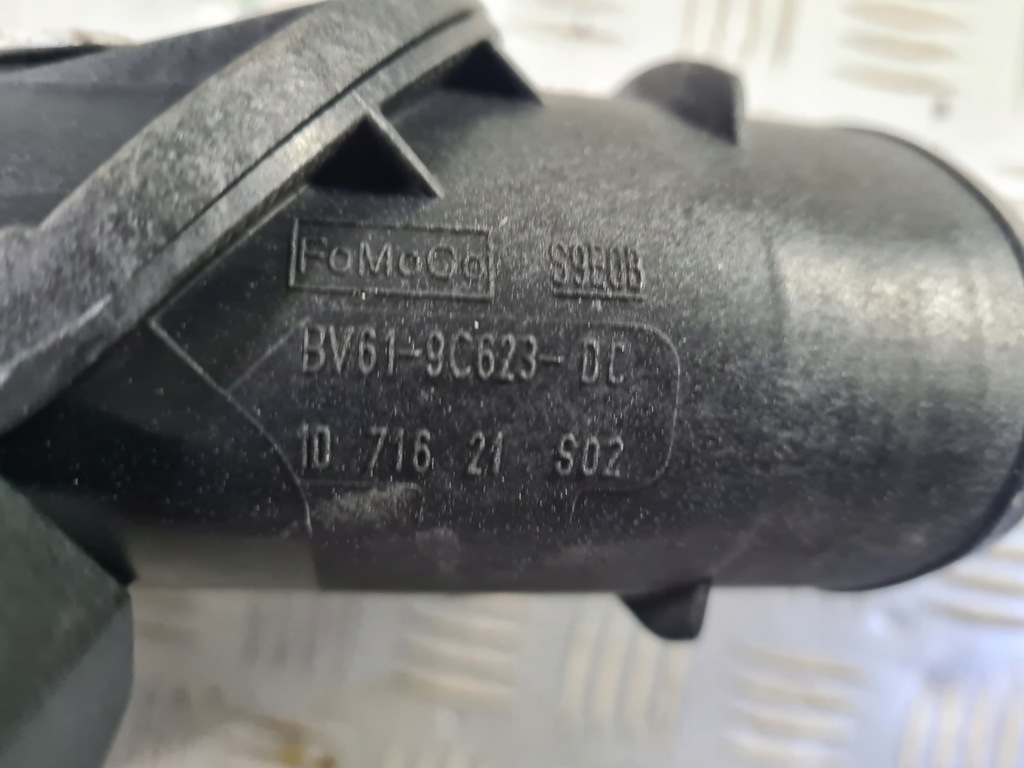 FoMoCo S9E0B
BV61-9C623-DC
1D 716 21 S02